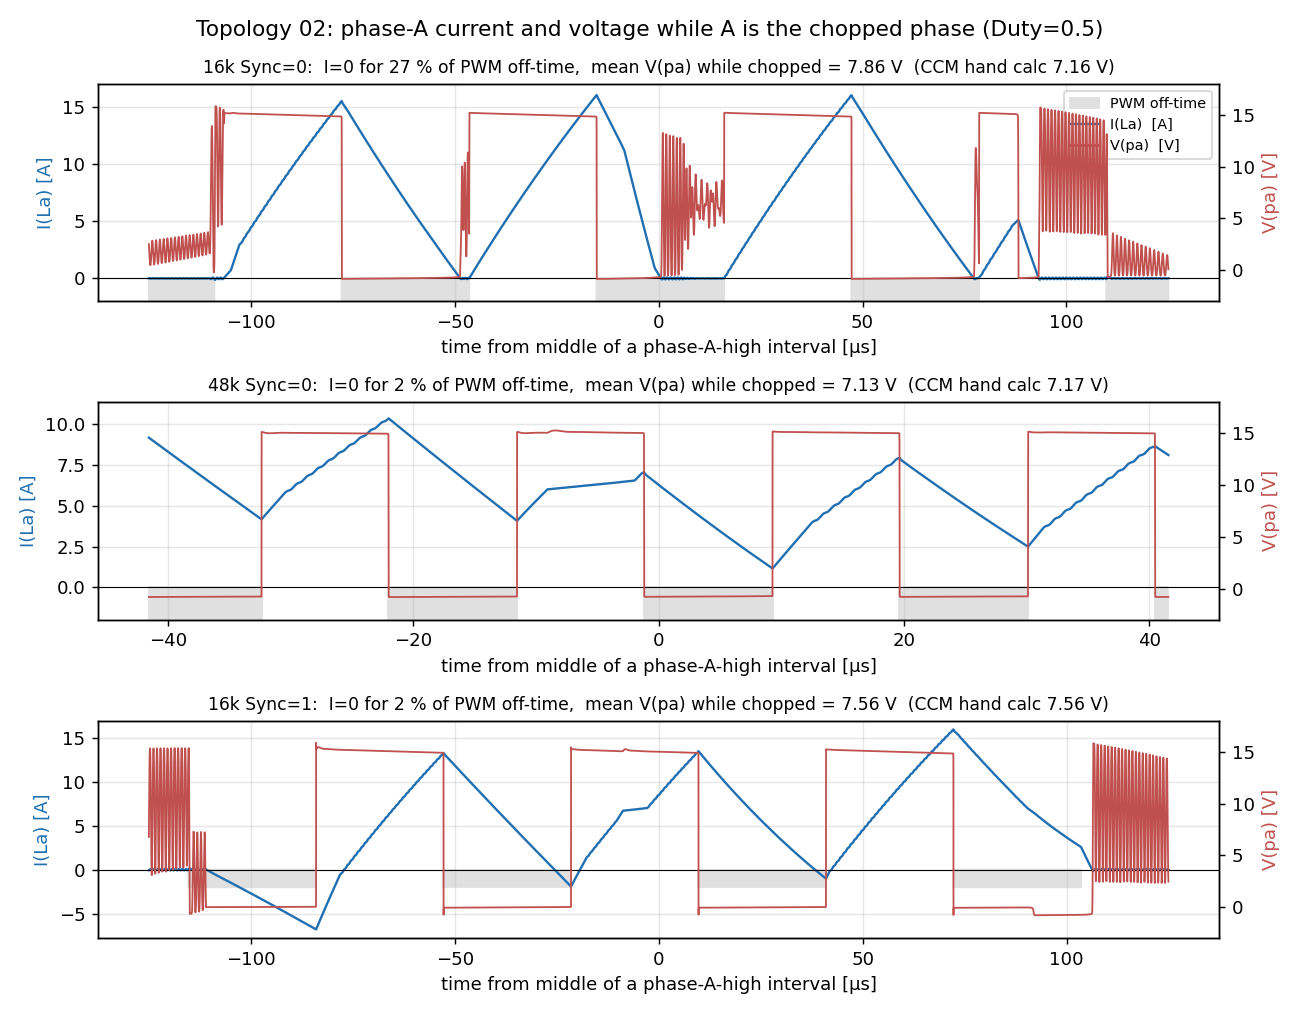 Topology 02: phase-A current and voltage while A is the chopped phase (Duty=0.5)
16k Sync=0:  I=0 for 27 % of PWM off-time,  mean V(pa) while chopped = 7.86 V  (CCM hand calc 7.16 V)
15
10
5
0
I(La) [A]
PWM off-time
I(La)  [A]
V(pa)  [V]
15
10
5
0
V(pa) [V]
−100
−50
0
50
100
time from middle of a phase-A-high interval [µs]
48k Sync=0:  I=0 for 2 % of PWM off-time,  mean V(pa) while chopped = 7.13 V  (CCM hand calc 7.17 V)
10.0
7.5
5.0
2.5
0.0
I(La) [A]
15
10
5
0
V(pa) [V]
−40
−20
0
20
40
time from middle of a phase-A-high interval [µs]
16k Sync=1:  I=0 for 2 % of PWM off-time,  mean V(pa) while chopped = 7.56 V  (CCM hand calc 7.56 V)
15
10
5
0
−5
I(La) [A]
15
10
5
0
V(pa) [V]
−100
−50
0
50
100
time from middle of a phase-A-high interval [µs]